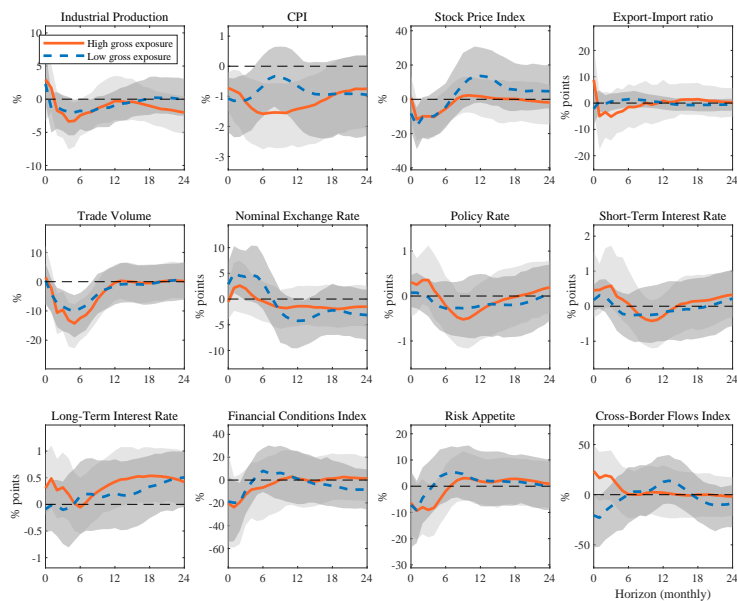 Industrial Production
CPI
Stock Price Index
Export-Import ratio
High gross exposure
Low gross exposure
%
10
5
0
-5
-10
0 6 12 18 24
%
1
0
-1
-2
-3
0 6 12 18 24
%
40
20
0
-20
-40
0 6 12 18 24
% points
20
10
0
-10
-20
0 6 12 18 24
Trade Volume
Nominal Exchange Rate
Policy Rate
Short-Term Interest Rate
%
10
0
-10
-20
0 6 12 18 24
% points
10
5
0
-5
-10
0 6 12 18 24
% points
1
0
-1
0 6 12 18 24
% points
2
1
0
-1
0 6 12 18 24
Long-Term Interest Rate
Financial Conditions Index
Risk Appetite
Cross-Border Flows Index
% points
1
0.5
0
-0.5
-1
0 6 12 18 24
%
40
20
0
-20
-40
-60
0 6 12 18 24
%
20
10
0
-10
-20
0 6 12 18 24
%
50
0
-50
0 6 12 18 24
Horizon (monthly)